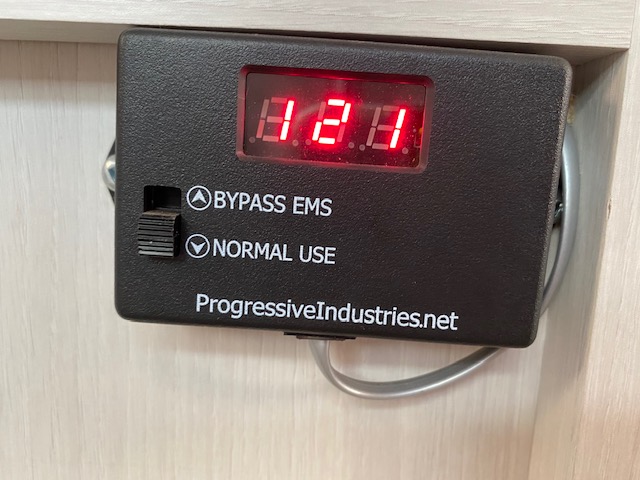 121
BYPASS EMS
NORMAL USE
ProgressiveIndustries.net